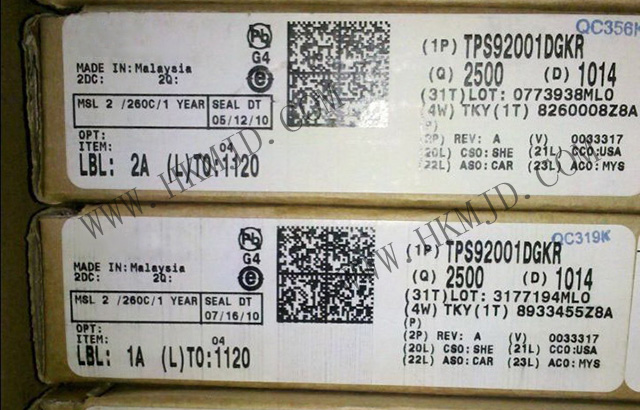 QC356K
Pb
G4
e
MADE IN: Malaysia
2DC: 2Q:
MSL 2 /260C/1 YEAR SEAL DT
05/12/10
OPT:
ITEM: 04
LBL: 2A (L)TO:1120
(1P) TPS92001DGKR
(Q) 2500 (D) 1014
(31T)LOT: 0773938ML0
(4W) TKY(1T) 8260008Z8A
P)
(2P) REV: A (V) 0033317
(20L) CSO:SHE (21L) CCO:USA
(22L) ASO:CAR (23L) ACO:MYS
WWW.HKMJD.COM
QC319K
Pb
G4
e
MADE IN: Malaysia
2DC: 2Q:
MSL 2 /260C/1 YEAR SEAL DT
07/16/10
OPT:
ITEM: 04
LBL: 1A (L)TO:1120
(1P) TPS92001DGKR
(Q) 2500 (D) 1014
(31T)LOT: 3177194ML0
(4W) TKY(1T) 8933455Z8A
(P)
(2P) REV: A (V) 0033317
(20L) CSO:SHE (21L) CCO:USA
(22L) ASO:CAR (23L) ACO:MYS
WWW.HKMJD.COM